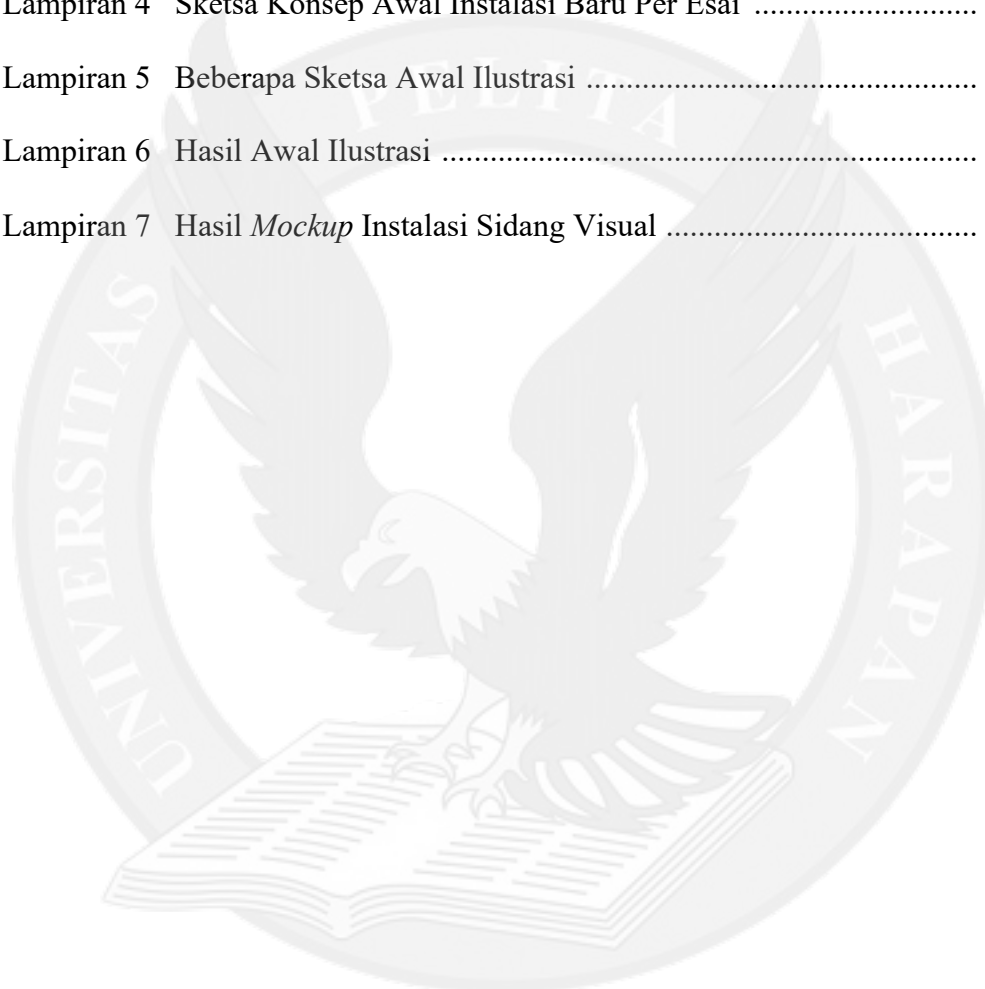 Lampiran 4 Sketsa Konsep Awal Instalasi Baru Per Esai ............................
Lampiran 5 Beberapa Sketsa Awal Ilustrasi .................................................
Lampiran 6 Hasil Awal Ilustrasi ...................................................................
Lampiran 7 Hasil Mockup Instalasi Sidang Visual .......................................
UNIVERSITAS PELITA HARAPAN